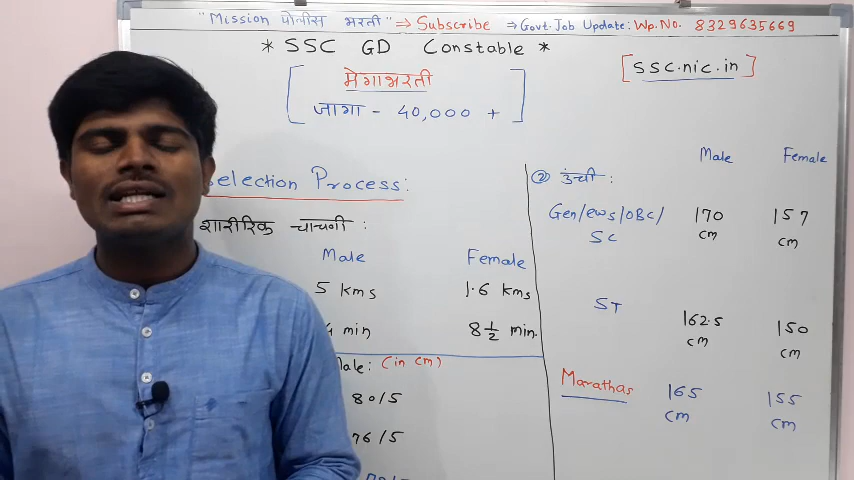 "Mission पोलीस भरती" ⇒ Subscribe ⇒ Govt. Job Update: Wp. No. 8329635669
* SSC GD Constable *
[SSC.nic.in]
[मेगाभरती
जागा - 40,000 +]
Selection Process:
शारीरिक चाचणी :
Male Female
5 kms 1.6 kms
min 8 1/2 min.
(in cm)
80/5
76/5
② उंची :
Male Female
Gen/EWS/OBC/ 170 157
SC cm cm
ST 162.5 150
cm cm
Marathas 165 155
cm cm